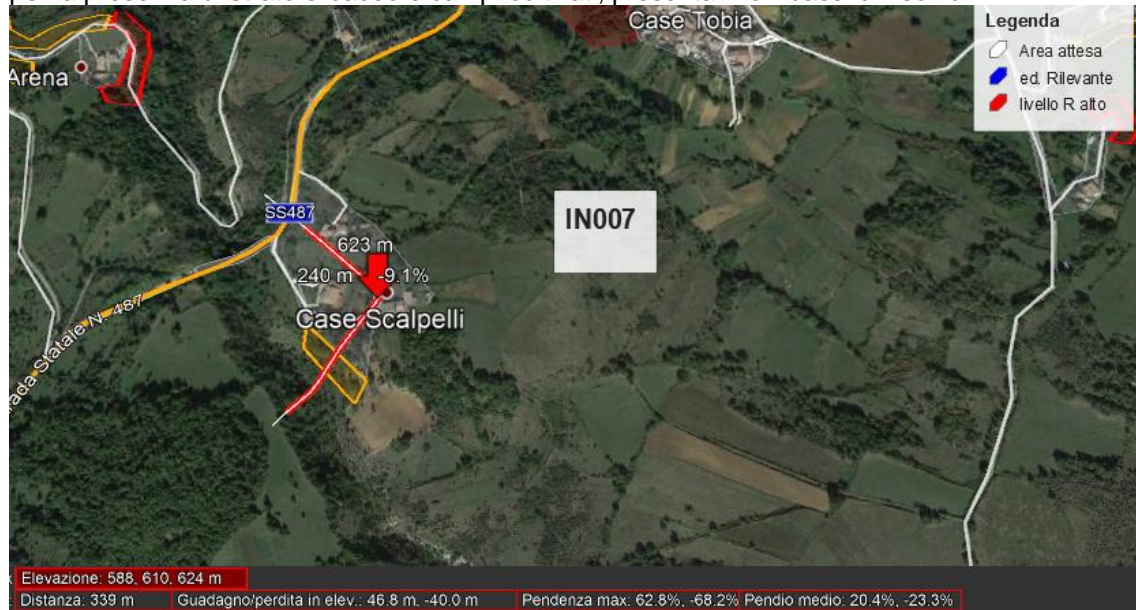 Case Tobia
Legenda
Area attesa
ed. Rilevante
livello R alto
Arena
IN007
SS487
623 m
240 m -9.1%
Case Scalpelli
rada Statale N. 487
Elevazione: 588, 610, 624 m
Distanza: 339 m Guadagno/perdita in elev.: 46.8 m, -40.0 m Pendenza max: 62.8%, -68.2% Pendio medio: 20.4%, -23.3%